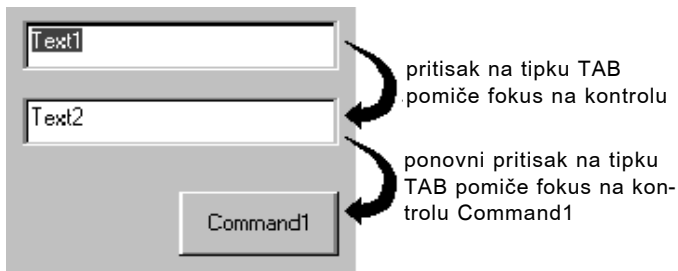 Text1
pritisak na tipku TAB
pomiče fokus na kontrolu
Text2
ponovni pritisak na tipku
TAB pomiče fokus na kon-
trolu Command1
Command1